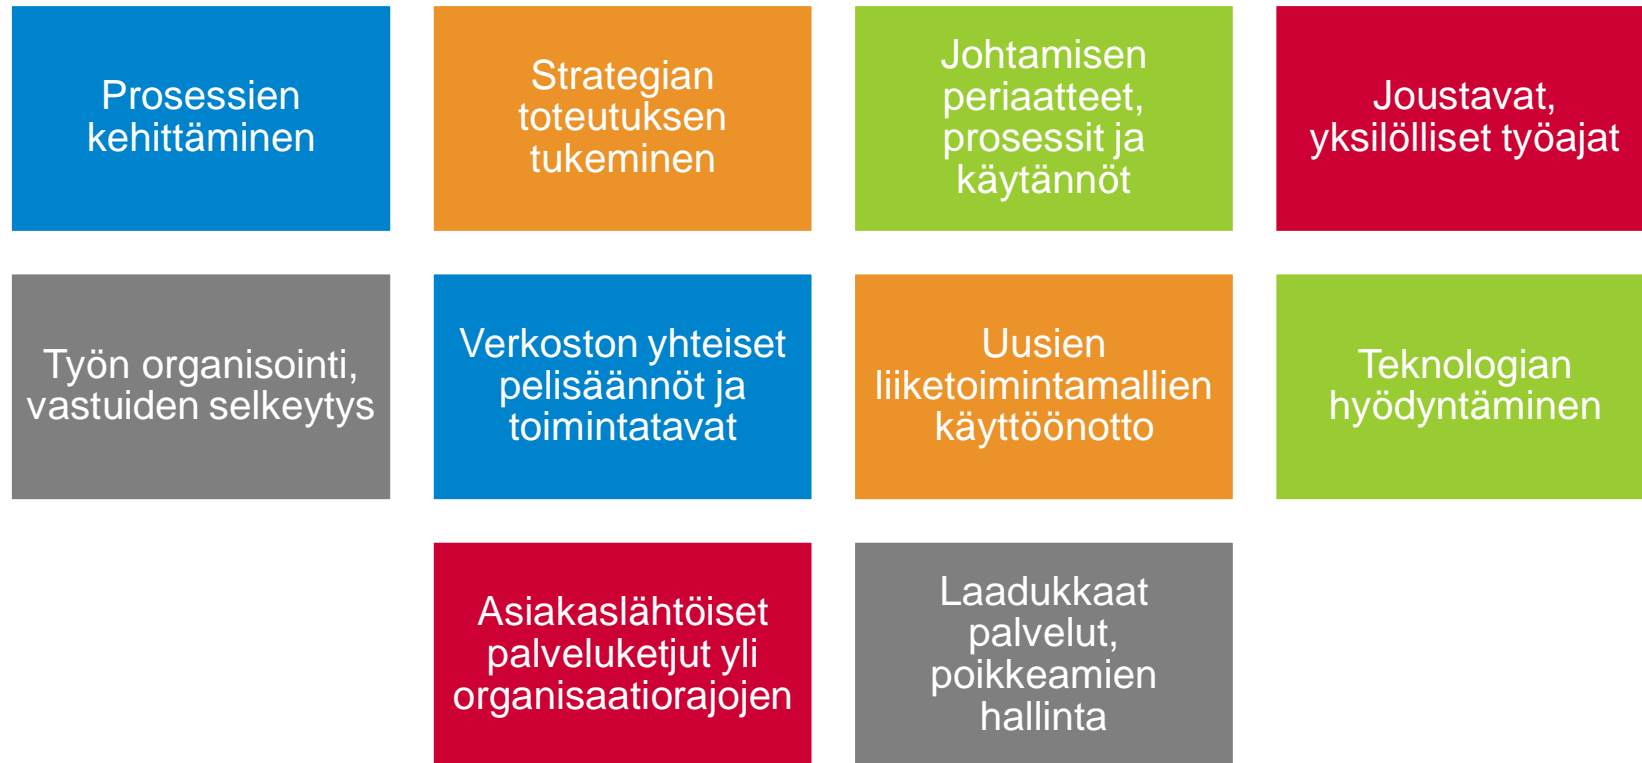 Prosessien
kehittäminen
Strategian
toteutuksen
tukeminen
Johtamisen
periaatteet,
prosessit ja
käytännöt
Joustavat,
yksilölliset työajat
Työn organisointi,
vastuiden selkeytys
Verkoston yhteiset
pelisäännöt ja
toimintatavat
Uusien
liiketoimintamallien
käyttöönotto
Teknologian
hyödyntäminen
Asiakaslähtöiset
palveluketjut yli
organisaatiorajojen
Laadukkaat
palvelut,
poikkeamien
hallinta